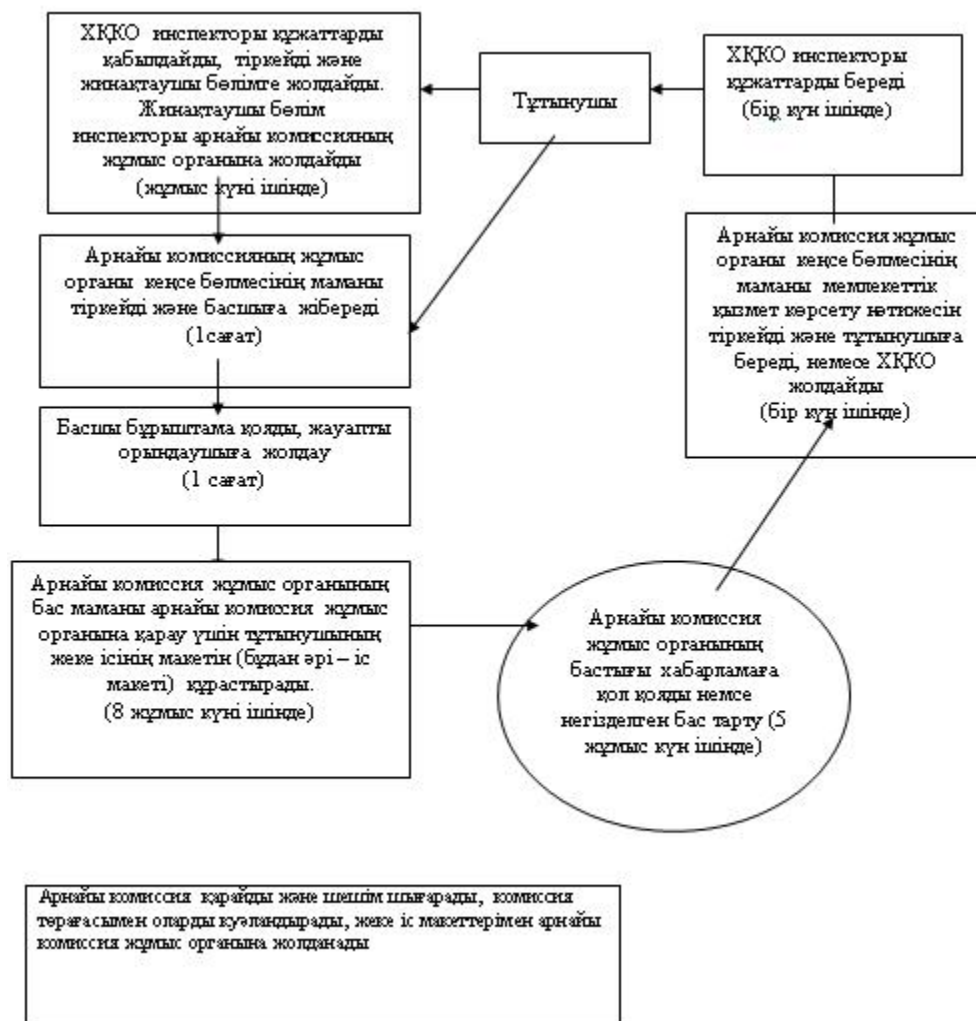 ХҚКО инспекторы құжаттарды
қабылдайды, тіркейді және
жинақтаушы бөлімге жолдайды.
Жинақтаушы бөлім
инспекторы арнайы комиссияның
жұмыс органына жолдайды
(жұмыс күні ішінде)
Тұтынушы
ХҚКО инспекторы
құжаттарды береді
(бір күн ішінде)
Арнайы комиссияның жұмыс
органы кеңсе бөлмесінің маманы
тіркейді және басшыға жібереді
(1сағат)
Арнайы комиссия жұмыс
органы кеңсе бөлмесінің
маманы мемлекеттік
қызмет көрсету нәтижесін
тіркейді және тұтынушыға
береді, немесе ХҚКО
жолдайды
(бір күн ішінде)
Басшы бұрыштама қояды, жауапты
орындаушыға жолдау
(1 сағат)
Арнайы комиссия жұмыс органының
бас маманы арнайы комиссия жұмыс
органына қарау үшін тұтынушының
жеке ісінің макетін (бұдан әрі – іс
макеті) құрастырады.
(8 жұмыс күні ішінде)
Арнайы комиссия
жұмыс органының
бастығы хабарламаға
қол қояды немсе
негізделген бас тарту (5
жұмыс күн ішінде)
Арнайы комиссия қарайды және шешім шығарады, комиссия
төрағасымен оларды куәландырады, жеке іс макеттерімен арнайы
комиссия жұмыс органына жолданады